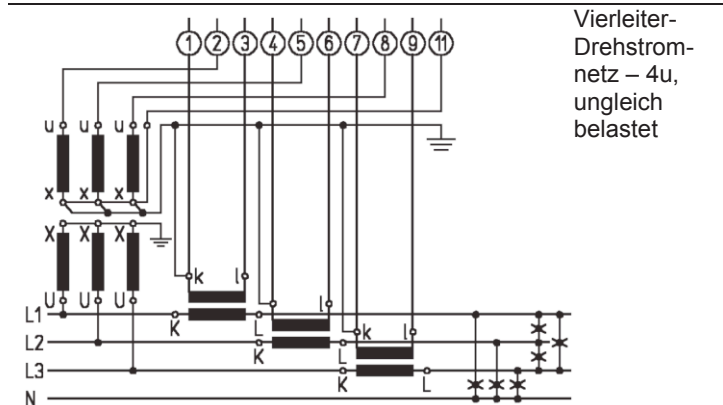 1 2 3 4 5 6 7 8 9 11
Vierleiter-
Drehstrom-
netz – 4u,
ungleich
belastet
u u u
X X X
X X X
k l
l
k l
U U U
L1
K L
L2
K L
L3
K L
N